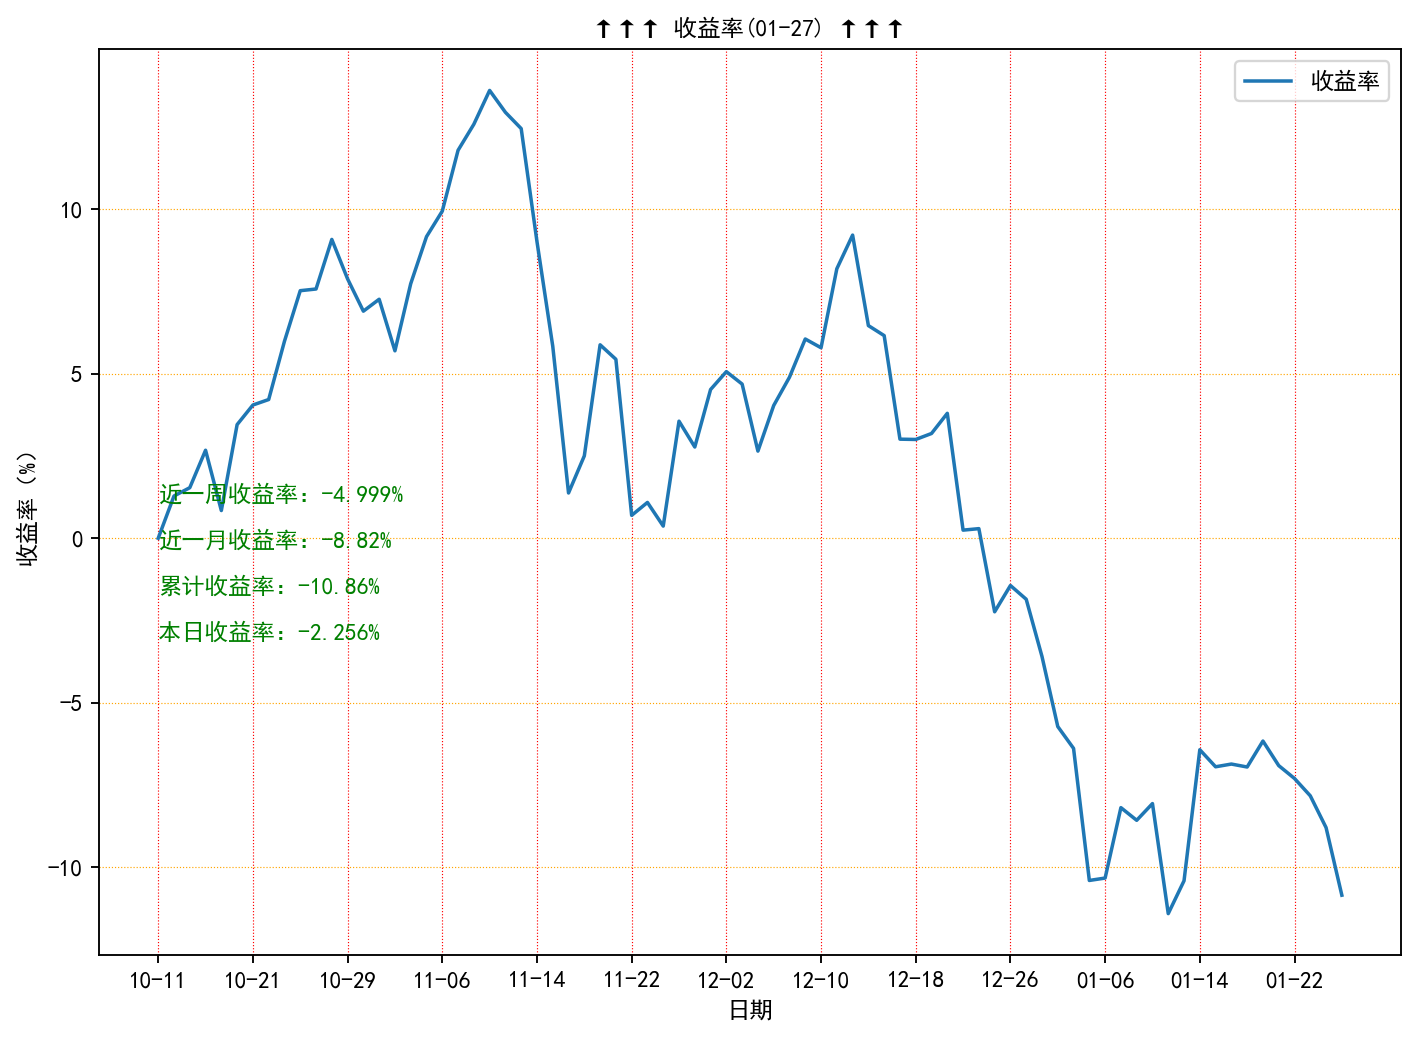 ↑↑↑ 收益率(01-27) ↑↑↑
收益率
10
5
0
-5
-10
收益率 (%)
近一周收益率：-4.999%
近一月收益率：-8.82%
累计收益率：-10.86%
本日收益率：-2.256%
10-11 10-21 10-29 11-06 11-14 11-22 12-02 12-10 12-18 12-26 01-06 01-14 01-22
日期